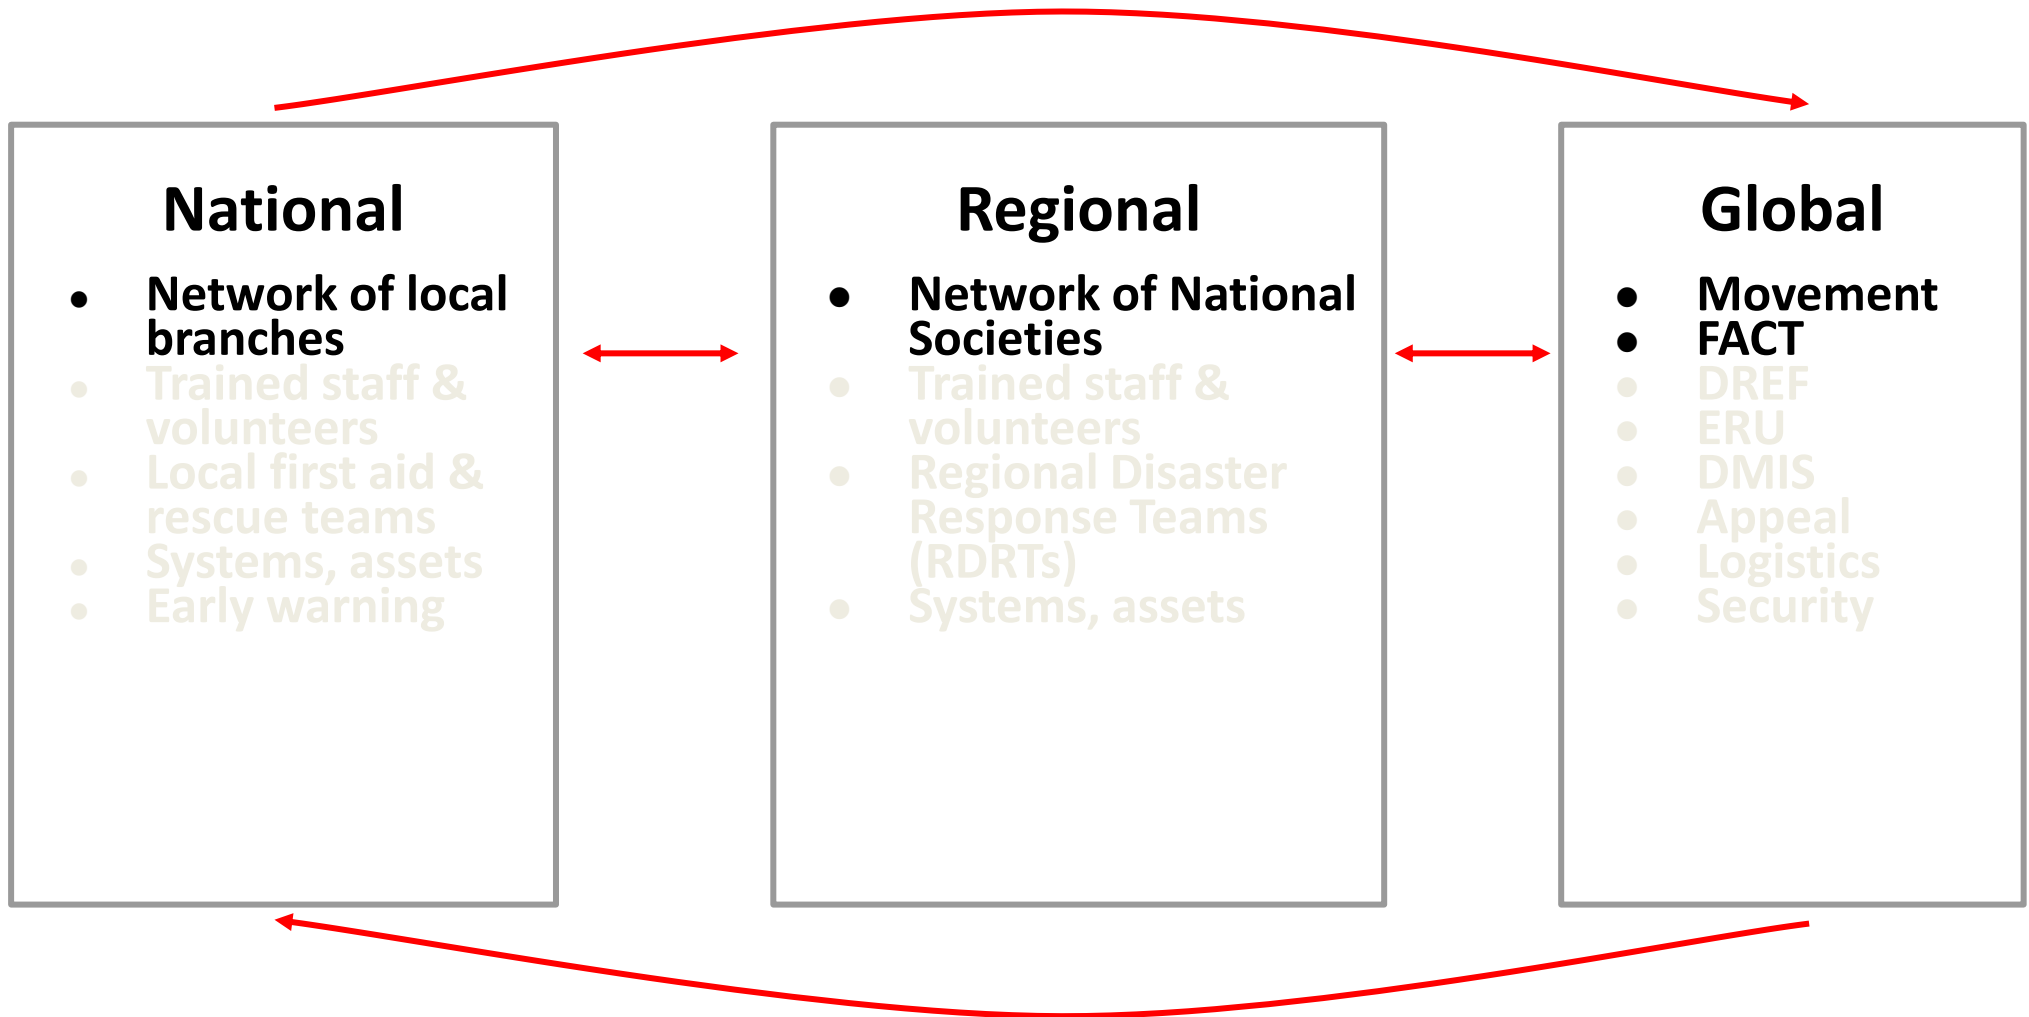 National
● Network of local
branches
● Trained staff &
volunteers
● Local first aid &
rescue teams
● Systems, assets
● Early warning
Regional
● Network of National
Societies
● Trained staff &
volunteers
● Regional Disaster
Response Teams
(RDRTs)
● Systems, assets
Global
● Movement
● FACT
● DREF
● ERU
● DMIS
● Appeal
● Logistics
● Security